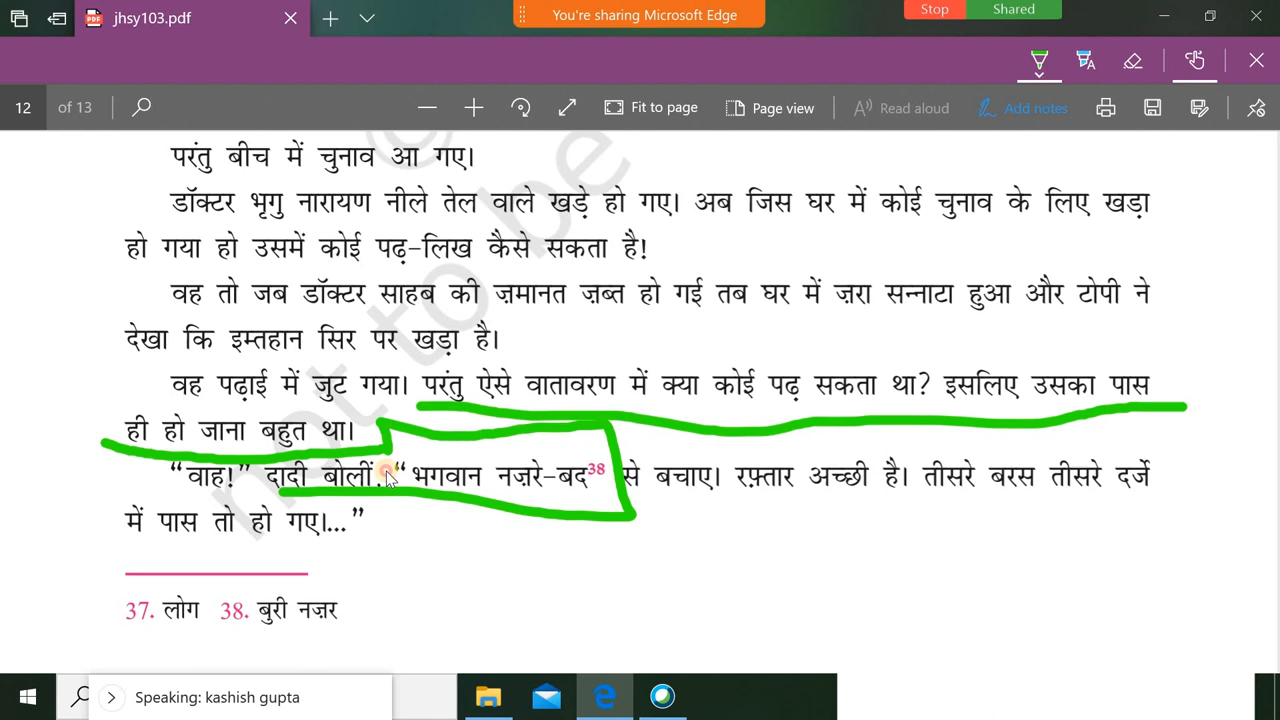 jhsy103.pdf
You're sharing Microsoft Edge
Stop
Shared
12 of 13
Fit to page
Page view
Read aloud
Add notes
परंतु बीच में चुनाव आ गए।
डॉक्टर भृगु नारायण नीले तेल वाले खड़े हो गए। अब जिस घर में कोई चुनाव के लिए खड़ा
हो गया हो उसमें कोई पढ़-लिख कैसे सकता है!
वह तो जब डॉक्टर साहब की ज़मानत ज़ब्त हो गई तब घर में ज़रा सन्नाटा हुआ और टोपी ने
देखा कि इम्तहान सिर पर खड़ा है।
वह पढ़ाई में जुट गया। परंतु ऐसे वातावरण में क्या कोई पढ़ सकता था? इसलिए उसका पास
ही हो जाना बहुत था।
“वाह!” दादी बोलीं, “भगवान नज़रे-बद38 से बचाए। रफ़्तार अच्छी है। तीसरे बरस तीसरे दर्जे
में पास तो हो गए।...”
37. लोग 38. बुरी नज़र
not to be
©
Speaking: kashish gupta